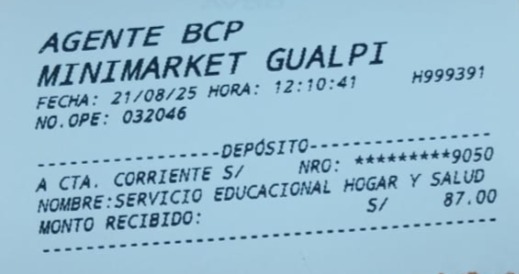 AGENTE BCP
MINIMARKET GUALPI
FECHA: 21/08/25 HORA: 12:10:41 H999391
NO.OPE: 032046
------------------DEPÓSITO------------------
A CTA. CORRIENTE S/ NRO: *********9050
NOMBRE:SERVICIO EDUCACIONAL HOGAR Y SALUD
MONTO RECIBIDO: S/ 87.00
--------------------------------------------